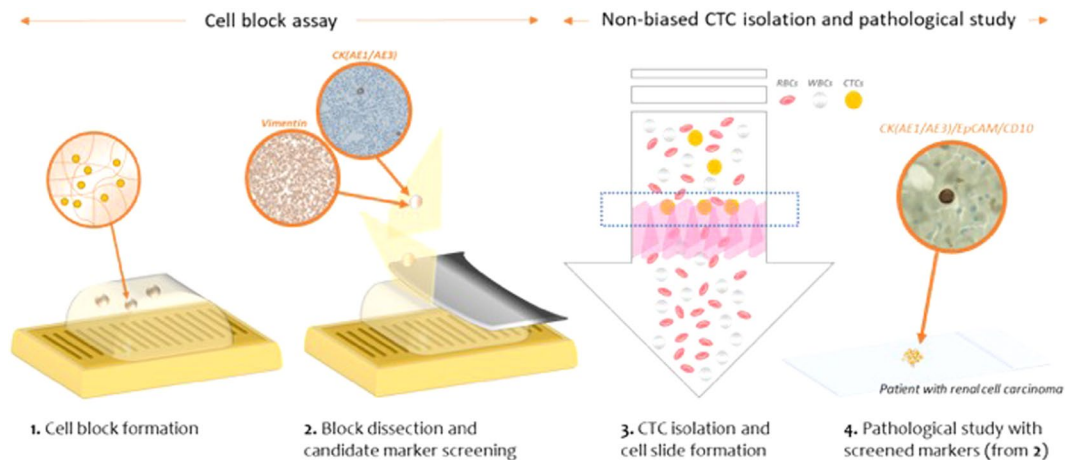 Cell block assay
Non-biased CTC isolation and pathological study
CK(AE1/AE3)
Vimentin
RBCs WBCs CTCs
CK(AE1/AE3)/EpCAM/CD10
Patient with renal cell carcinoma
1. Cell block formation
2. Block dissection and
candidate marker screening
3. CTC isolation and
cell slide formation
4. Pathological study with
screened markers (from 2)